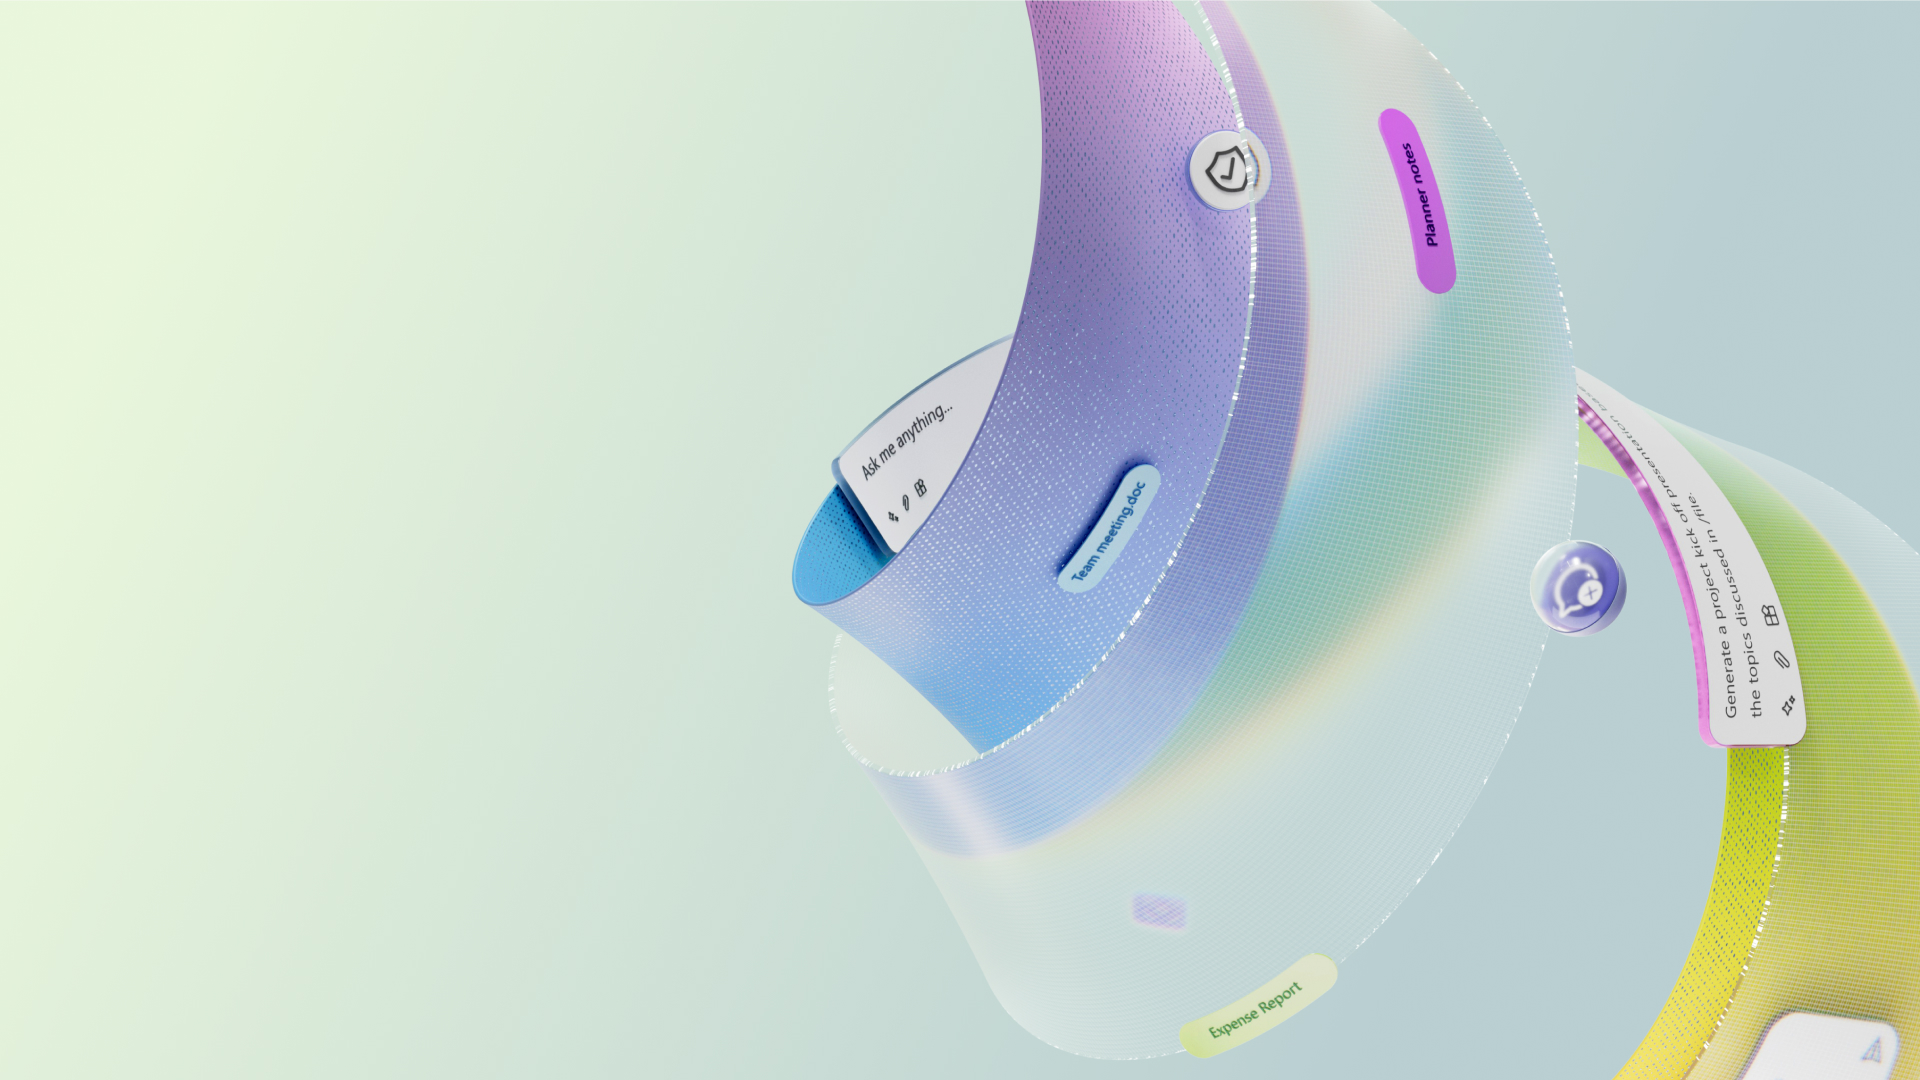 Planner notes
Ask me anything...
Team meeting.doc
Generate a project kick off presentation
the topics discussed in /file.
Expense Report